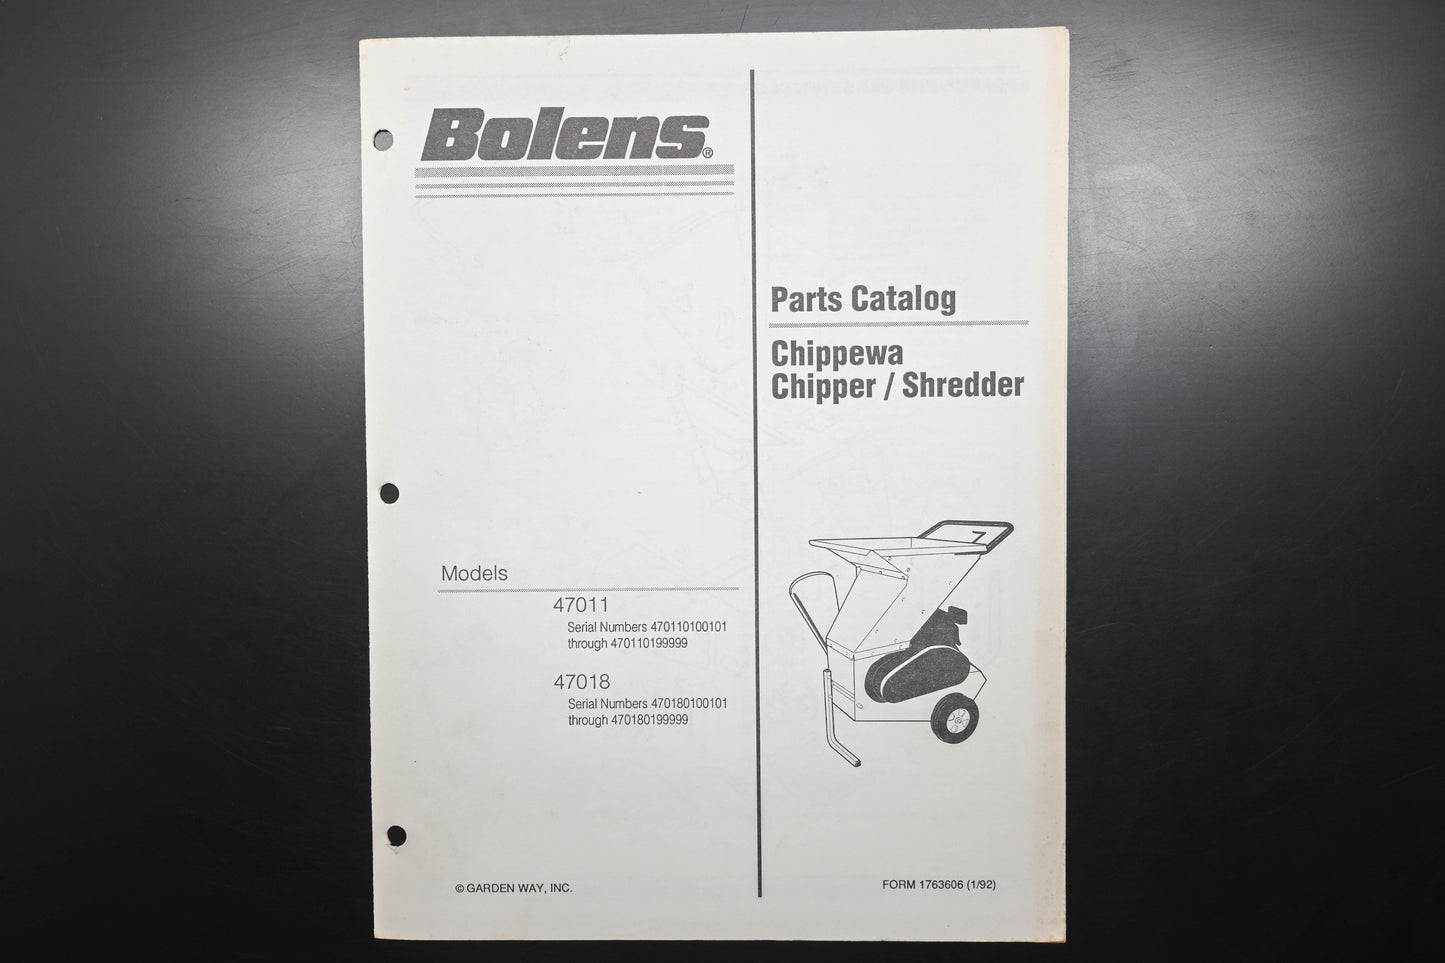 Bolens®
Parts Catalog
Chippewa
Chipper / Shredder
Models
47011
Serial Numbers 470110100101
through 470110199999
47018
Serial Numbers 470180100101
through 470180199999
© GARDEN WAY, INC.
FORM 1763606 (1/92)